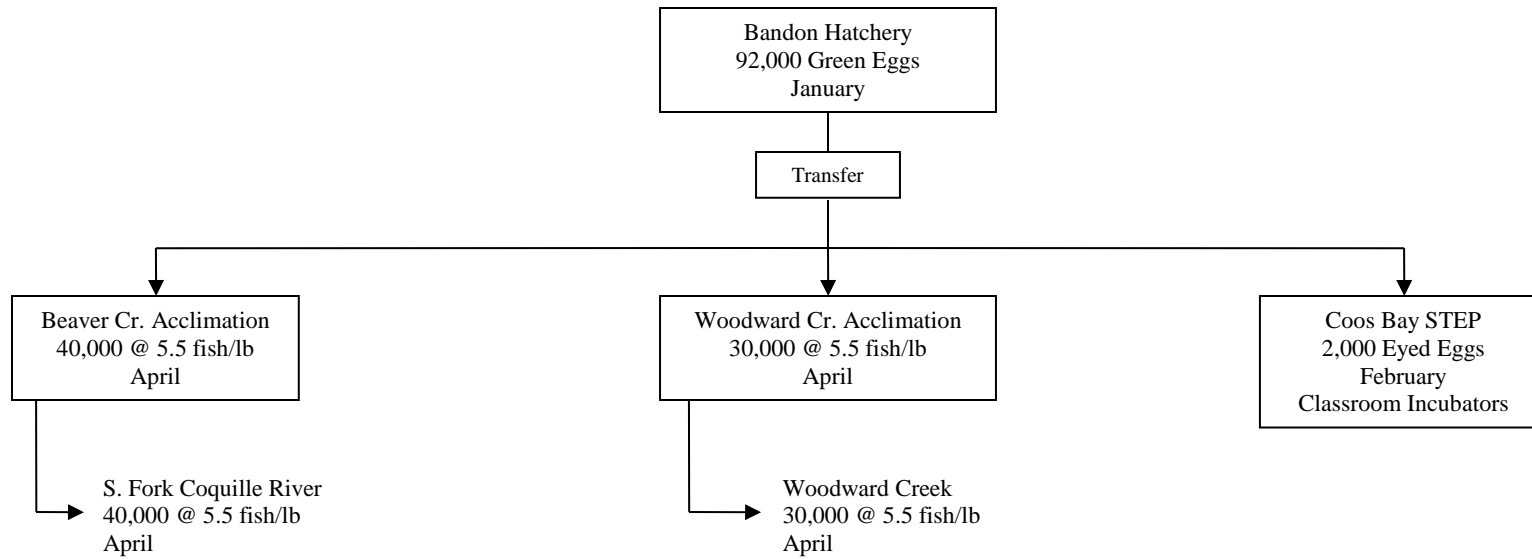 Bandon Hatchery
92,000 Green Eggs
January
Transfer
Beaver Cr. Acclimation
40,000 @ 5.5 fish/lb
April
Woodward Cr. Acclimation
30,000 @ 5.5 fish/lb
April
Coos Bay STEP
2,000 Eyed Eggs
February
Classroom Incubators
S. Fork Coquille River
40,000 @ 5.5 fish/lb
April
Woodward Creek
30,000 @ 5.5 fish/lb
April